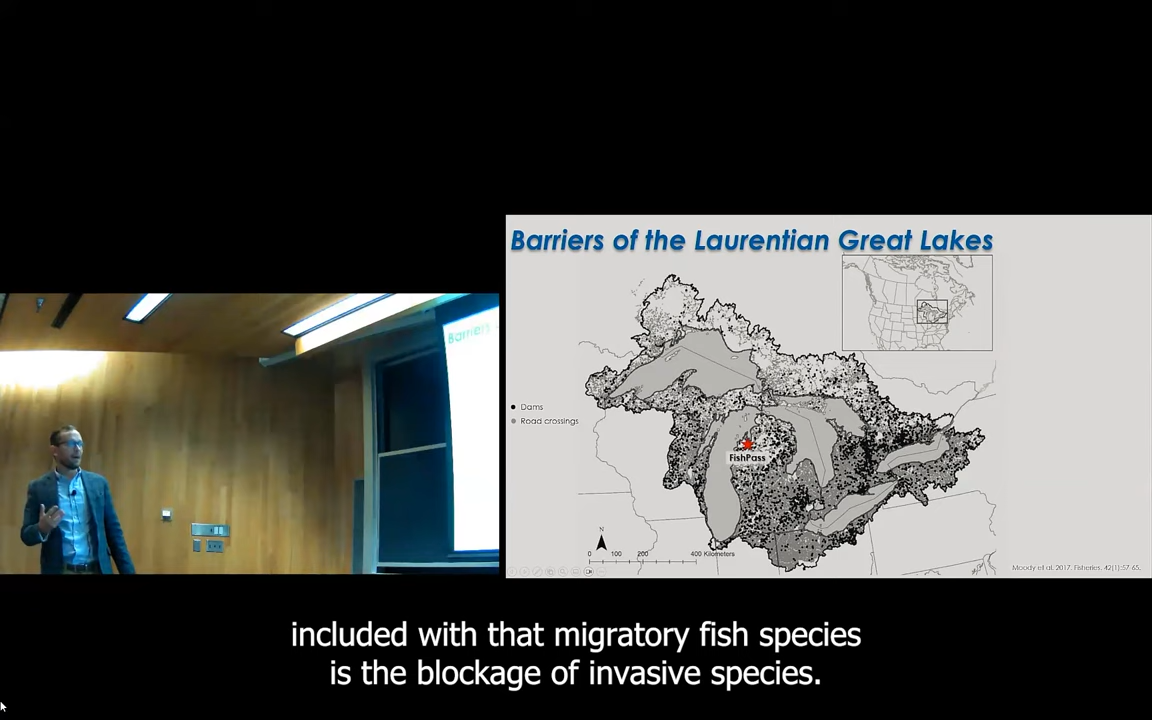 Barriers of the Laurentian Great Lakes
Barriers
Dams
Road crossings
FishPass
N
0 100 200 400 Kilometers
Moody et al. 2017. Fisheries. 42(1):57-65.
included with that migratory fish species
is the blockage of invasive species.